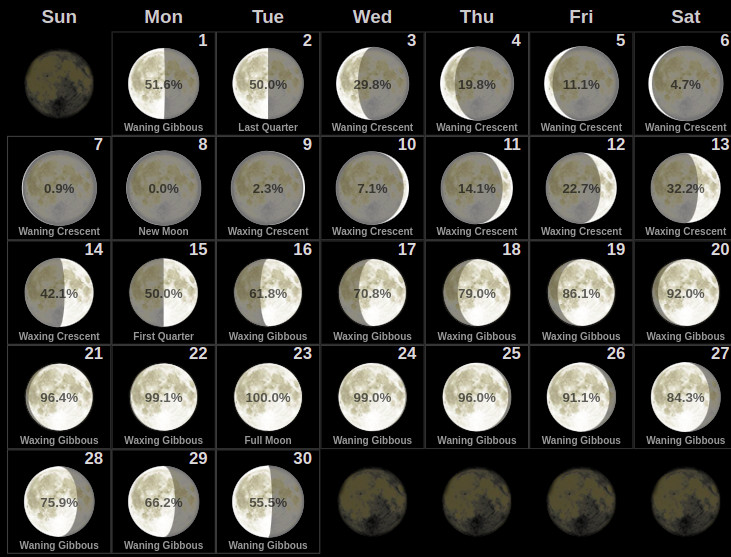 Sun Mon Tue Wed Thu Fri Sat
1 2 3 4 5 6
51.6% 50.0% 29.8% 19.8% 11.1% 4.7%
Waning Gibbous Last Quarter Waning Crescent Waning Crescent Waning Crescent Waning Crescent
7 8 9 10 11 12 13
0.9% 0.0% 2.3% 7.1% 14.1% 22.7% 32.2%
Waning Crescent New Moon Waxing Crescent Waxing Crescent Waxing Crescent Waxing Crescent Waxing Crescent
14 15 16 17 18 19 20
42.1% 50.0% 61.8% 70.8% 79.0% 86.1% 92.0%
Waxing Crescent First Quarter Waxing Gibbous Waxing Gibbous Waxing Gibbous Waxing Gibbous Waxing Gibbous
21 22 23 24 25 26 27
96.4% 99.1% 100.0% 99.0% 96.0% 91.1% 84.3%
Waxing Gibbous Waxing Gibbous Full Moon Waning Gibbous Waning Gibbous Waning Gibbous Waning Gibbous
28 29 30
75.9% 66.2% 55.5%
Waning Gibbous Waning Gibbous Waning Gibbous